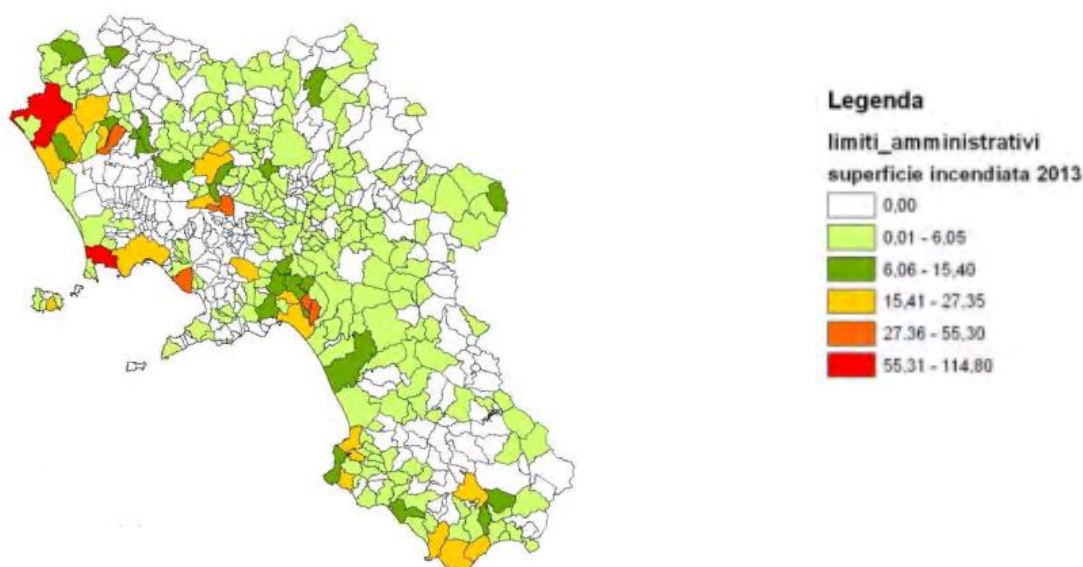 Legenda
limiti_amministrativi
superficie incendiata 2013
0,00
0,01 - 6,05
6,06 - 15,40
15,41 - 27,35
27,36 - 55,30
55,31 - 114,80